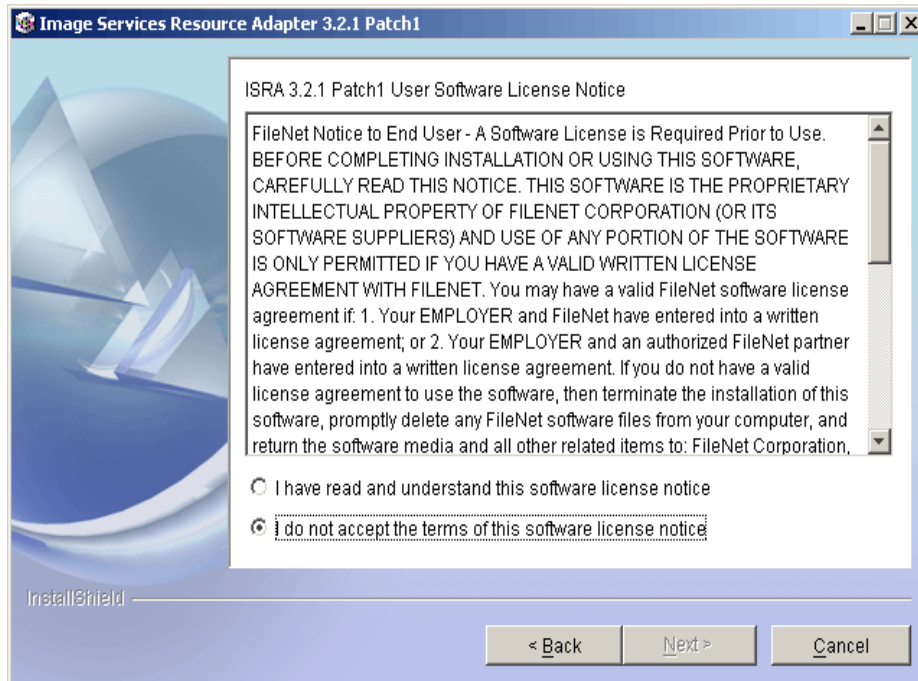 Image Services Resource Adapter 3.2.1 Patch1
ISRA 3.2.1 Patch1 User Software License Notice
FileNet Notice to End User - A Software License is Required Prior to Use.
BEFORE COMPLETING INSTALLATION OR USING THIS SOFTWARE,
CAREFULLY READ THIS NOTICE. THIS SOFTWARE IS THE PROPRIETARY
INTELLECTUAL PROPERTY OF FILENET CORPORATION (OR ITS
SOFTWARE SUPPLIERS) AND USE OF ANY PORTION OF THE SOFTWARE
IS ONLY PERMITTED IF YOU HAVE A VALID WRITTEN LICENSE
AGREEMENT WITH FILENET. You may have a valid FileNet software license
agreement if: 1. Your EMPLOYER and FileNet have entered into a written
license agreement; or 2. Your EMPLOYER and an authorized FileNet partner
have entered into a written license agreement. If you do not have a valid
license agreement to use the software, then terminate the installation of this
software, promptly delete any FileNet software files from your computer, and
return the software media and all other related items to: FileNet Corporation,
I have read and understand this software license notice
I do not accept the terms of this software license notice
InstallShield
< Back
Next >
Cancel